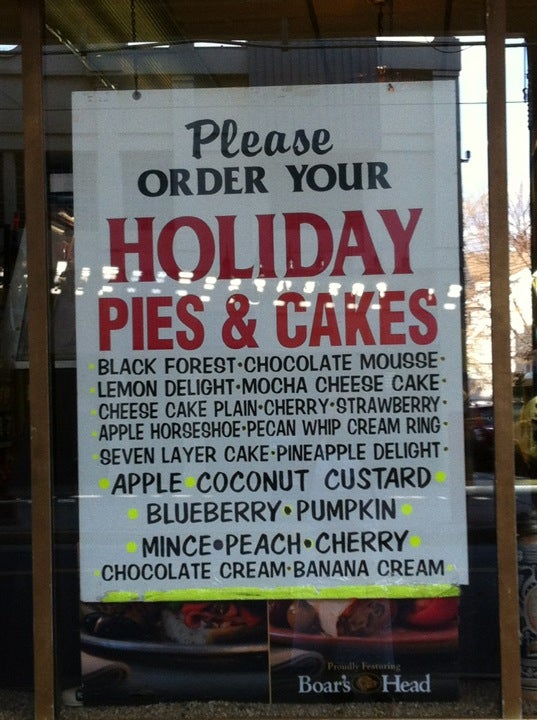 Please
ORDER YOUR
HOLIDAY
PIES & CAKES
BLACK FOREST•CHOCOLATE MOUSSE•
LEMON DELIGHT•MOCHA CHEESE CAKE•
CHEESE CAKE PLAIN•CHERRY•STRAWBERRY•
APPLE HORSESHOE•PECAN WHIP CREAM RING•
SEVEN LAYER CAKE•PINEAPPLE DELIGHT•
•APPLE•COCONUT CUSTARD•
•BLUEBERRY•PUMPKIN•
•MINCE•PEACH•CHERRY•
CHOCOLATE CREAM•BANANA CREAM
Proudly Featuring
Boar's Head